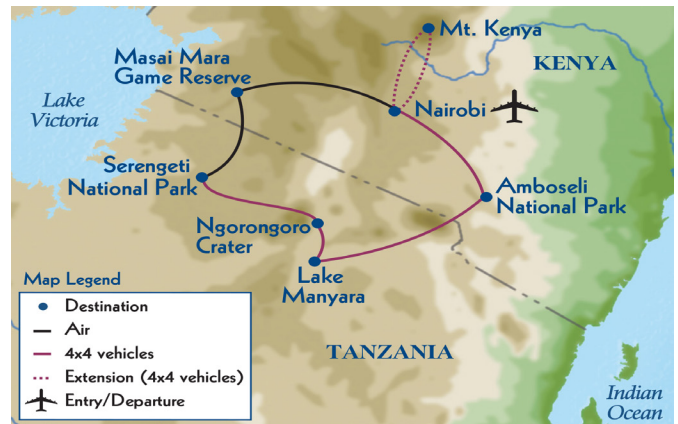 Mt. Kenya
Masai Mara
Game Reserve
KENYA
Lake
Victoria
Nairobi
Serengeti
National Park
Amboseli
National Park
Ngorongoro
Crater
Lake
Manyara
Map Legend
Destination
Air
4x4 vehicles
Extension (4x4 vehicles)
Entry/Departure
TANZANIA
Indian
Ocean